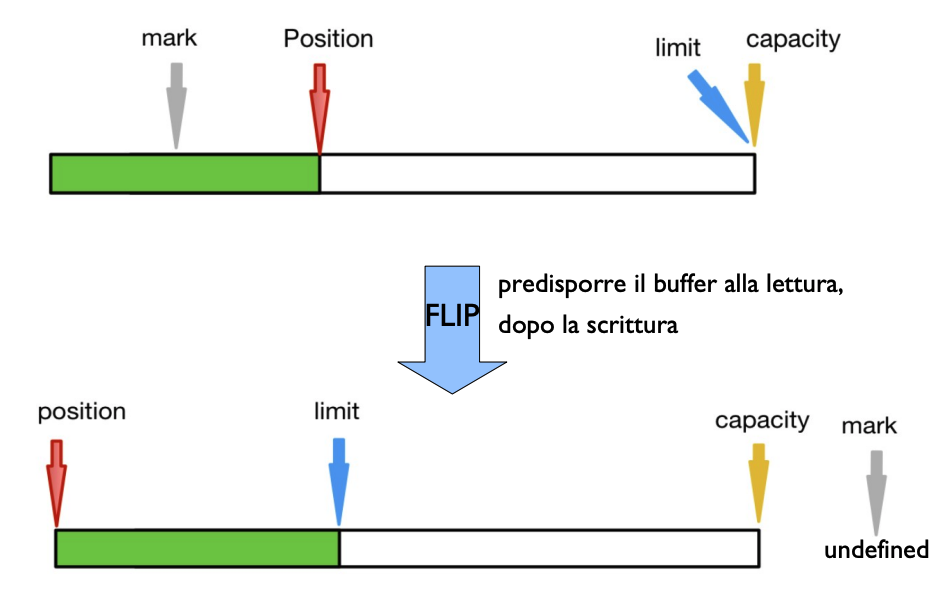 mark
Position
limit
capacity
FLIP
predisporre il buffer alla lettura,
dopo la scrittura
position
limit
capacity
mark
undefined